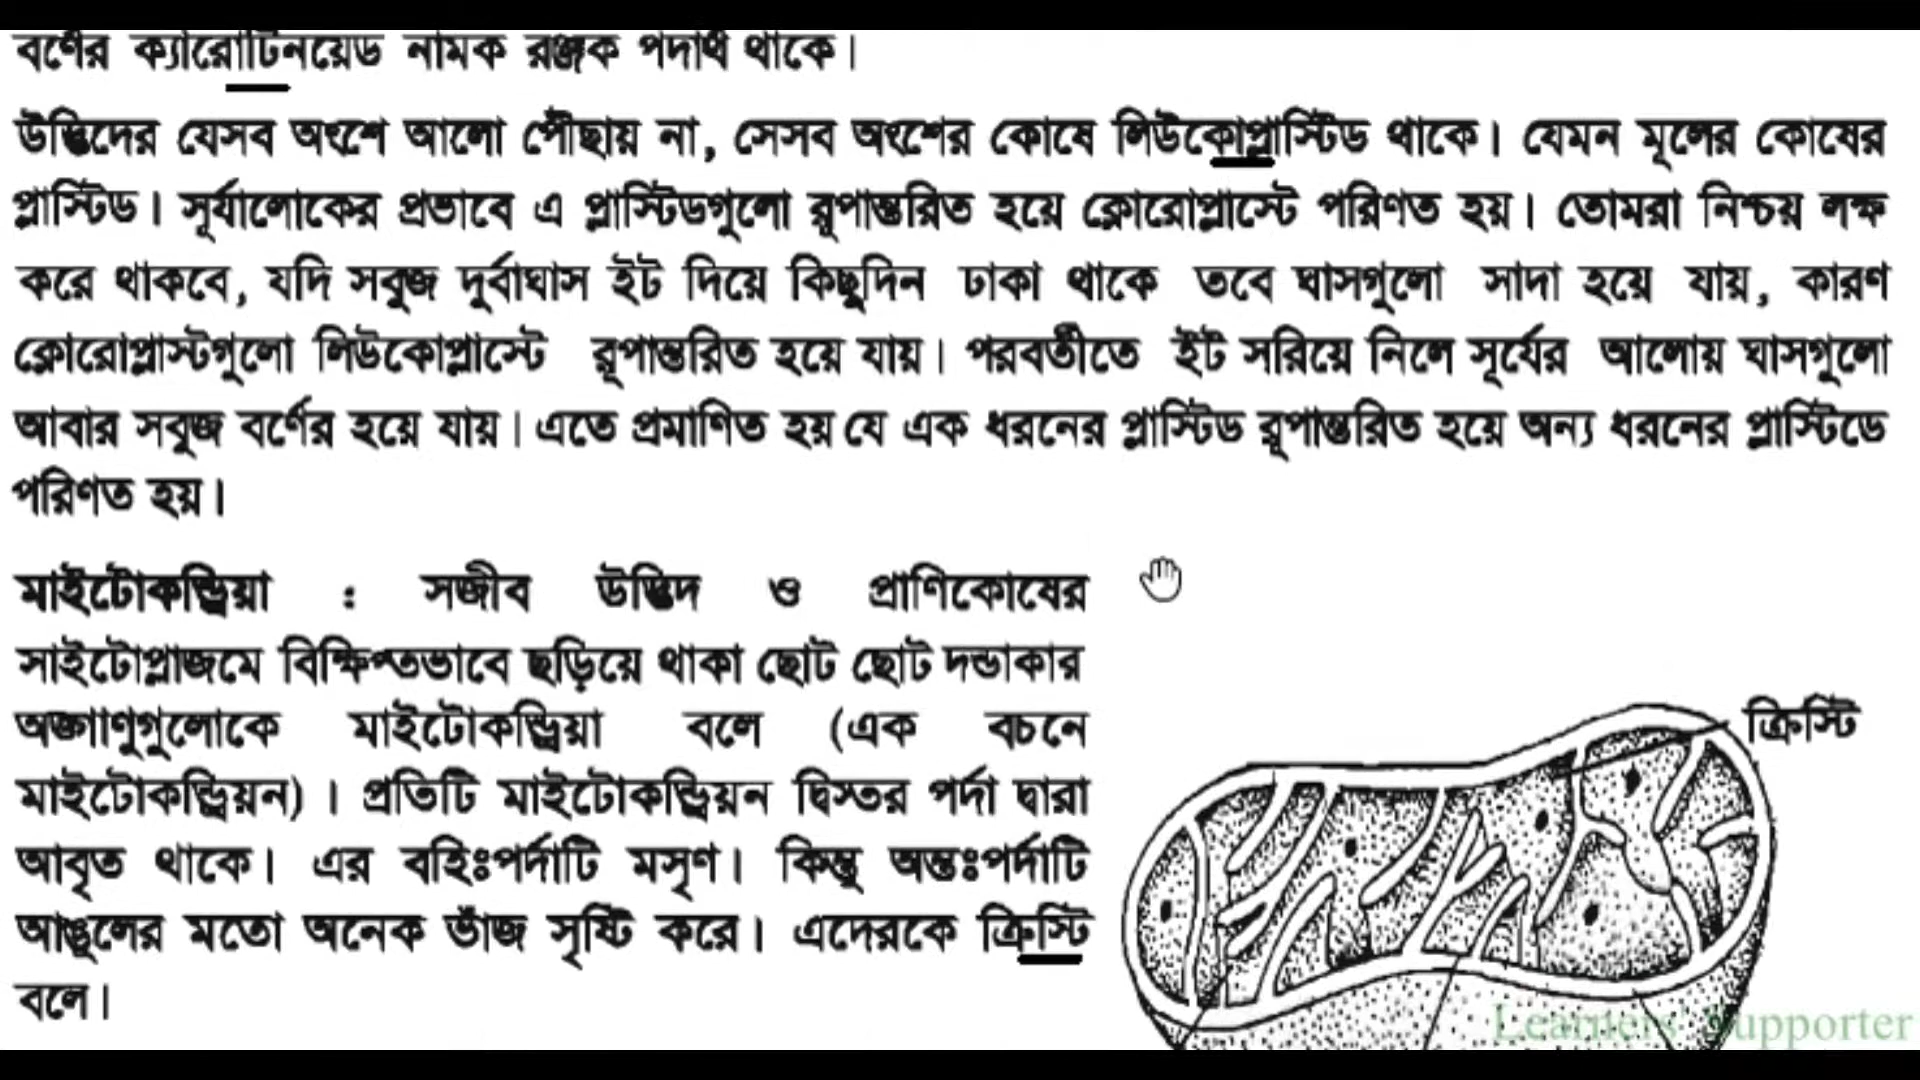 বর্ণের ক্যারোটিনয়েড নামক রঞ্জক পদার্থ থাকে।
উদ্ভিদের যেসব অংশে আলো পৌঁছায় না, সেসব অংশের কোষে লিউকোপ্লাস্টিড থাকে। যেমন মূলের কোষের
প্লাস্টিড। সূর্যালোকের প্রভাবে এ প্লাস্টিডগুলো রূপান্তরিত হয়ে ক্লোরোপ্লাস্টে পরিণত হয়। তোমরা নিশ্চয় লক্ষ
করে থাকবে, যদি সবুজ দুর্বাঘাস ইট দিয়ে কিছুদিন ঢাকা থাকে তবে ঘাসগুলো সাদা হয়ে যায়, কারণ
ক্লোরোপ্লাস্টগুলো লিউকোপ্লাস্টে রূপান্তরিত হয়ে যায়। পরবর্তীতে ইট সরিয়ে নিলে সূর্যের আলোয় ঘাসগুলো
আবার সবুজ বর্ণের হয়ে যায়। এতে প্রমাণিত হয় যে এক ধরনের প্লাস্টিড রূপান্তরিত হয়ে অন্য ধরনের প্লাস্টিডে
পরিণত হয়।
মাইটোকন্ড্রিয়া : সজীব উদ্ভিদ ও প্রাণিকোষের
সাইটোপ্লাজমে বিক্ষিপ্তভাবে ছড়িয়ে থাকা ছোট ছোট দন্ডাকার
অঙ্গাণুগুলোকে মাইটোকন্ড্রিয়া বলে (এক বচনে
মাইটোকন্ড্রিয়ন) । প্রতিটি মাইটোকন্ড্রিয়ন দ্বিস্তর পর্দা দ্বারা
আবৃত থাকে। এর বহিঃপর্দাটি মসৃণ। কিন্তু অন্তঃপর্দাটি
আঙুলের মতো অনেক ভাঁজ সৃষ্টি করে। এদেরকে ক্রিস্টি
বলে।
ক্রিস্টি
Learners' Supporter